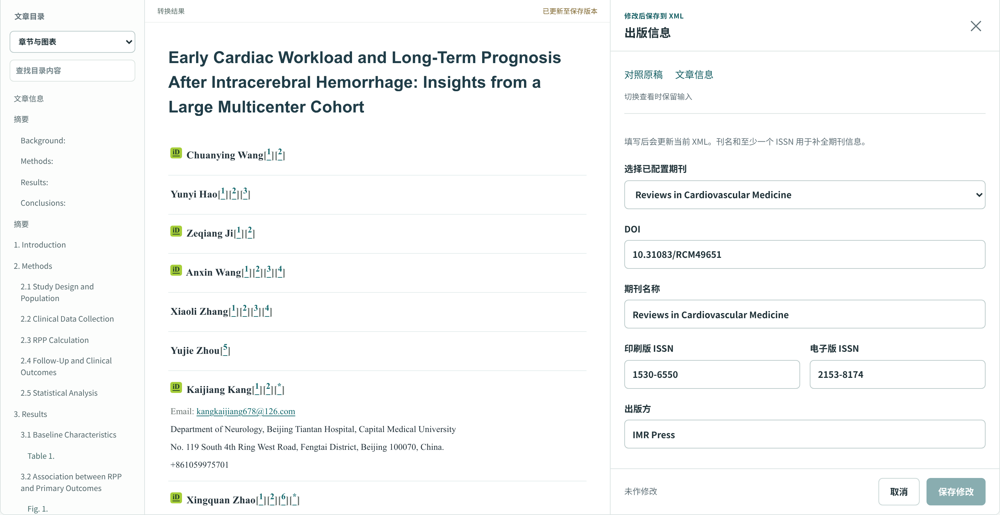 文章目录
章节与图表
查找目录内容
文章信息
摘要
Background:
Methods:
Results:
Conclusions:
摘要
1. Introduction
2. Methods
2.1 Study Design and
Population
2.2 Clinical Data Collection
2.3 RPP Calculation
2.4 Follow-Up and Clinical
Outcomes
2.5 Statistical Analysis
3. Results
3.1 Baseline Characteristics
Table 1.
3.2 Association between RPP
and Primary Outcomes
Fig. 1.
转换结果
已更新至保存版本
Early Cardiac Workload and Long-Term Prognosis
After Intracerebral Hemorrhage: Insights from a
Large Multicenter Cohort
iD Chuanying Wang[1][2]
Yunyi Hao[1][2][3]
iD Zeqiang Ji[1][2]
iD Anxin Wang[1][2][3][4]
Xiaoli Zhang[1][2][3][4]
Yujie Zhou[5]
iD Kaijiang Kang[1][2][*]
Email: kangkaijiang678@126.com
Department of Neurology, Beijing Tiantan Hospital, Capital Medical University
No. 119 South 4th Ring West Road, Fengtai District, Beijing 100070, China.
+861059975701
iD Xingquan Zhao[1][2][6][*]
修改后保存到 XML
出版信息
对照原稿 文章信息
切换查看时保留输入
填写后会更新当前 XML。刊名和至少一个 ISSN 用于补全期刊信息。
选择已配置期刊
Reviews in Cardiovascular Medicine
DOI
10.31083/RCM49651
期刊名称
Reviews in Cardiovascular Medicine
印刷版 ISSN 电子版 ISSN
1530-6550 2153-8174
出版方
IMR Press
未作修改 取消 保存修改